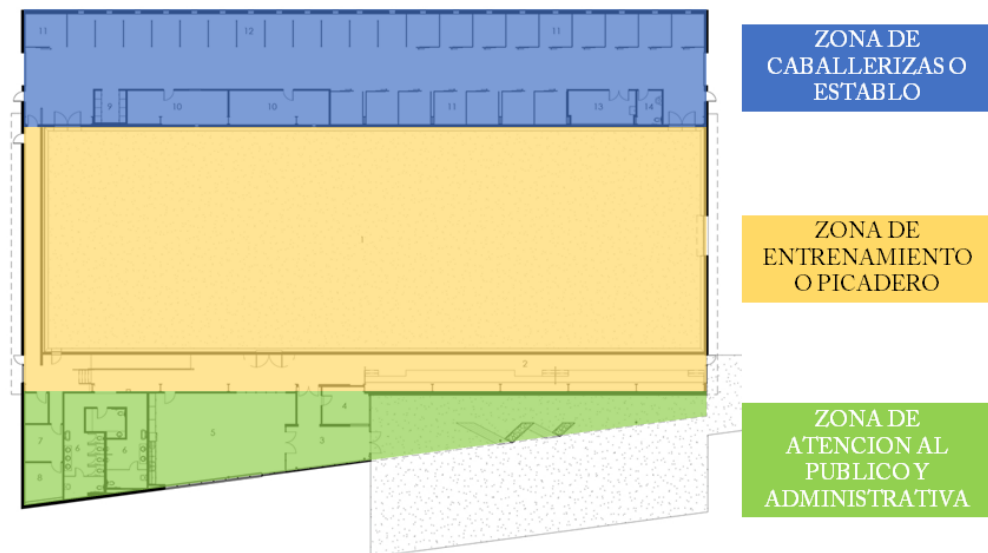 11 12 11
9 10 10 11 13 14
1
2
4
7 6 6 5 3
8
ZONA DE
CABALLERIZAS O
ESTABLO
ZONA DE
ENTRENAMIENTO
O PICADERO
ZONA DE
ATENCION AL
PUBLICO Y
ADMINISTRATIVA